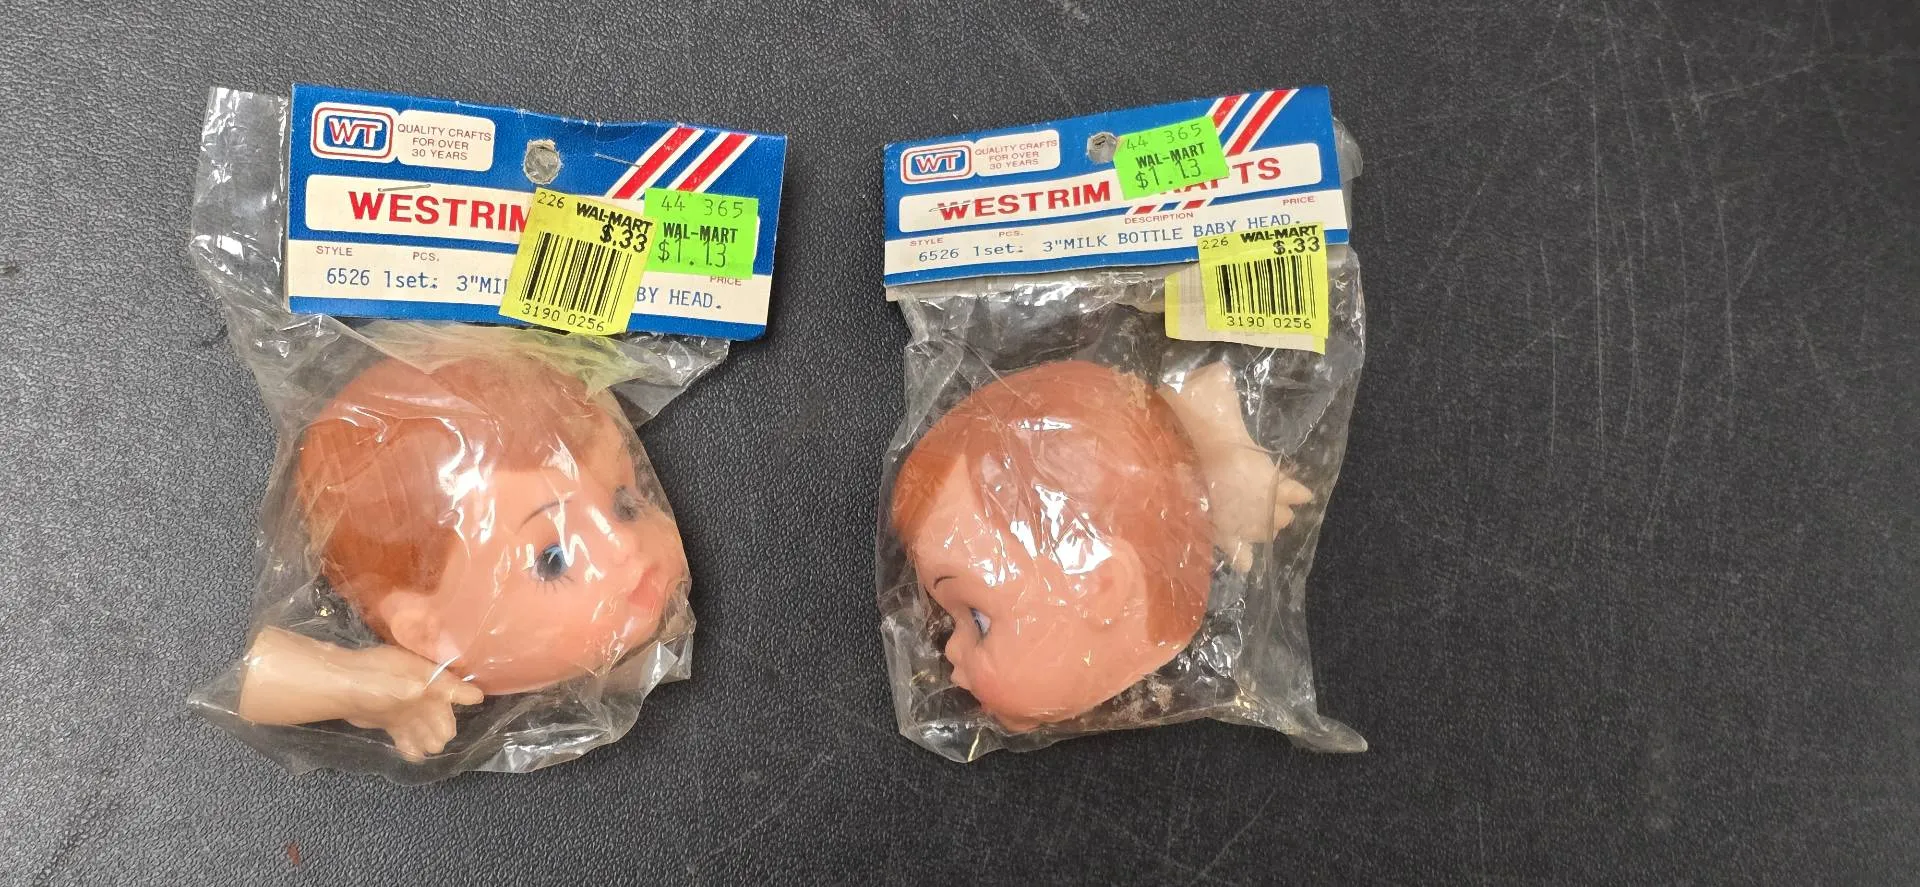 WT
QUALITY CRAFTS
FOR OVER
30 YEARS
WESTRIM
226 WAL-MART
$.33
3190 0256
44 365
WAL-MART
$1.13
STYLE PCS. PRICE
6526 1set: 3"MI BY HEAD.
WT
QUALITY CRAFTS
FOR OVER
30 YEARS
44 365
WAL-MART
$1.13
WESTRIM AFTS
STYLE PCS. DESCRIPTION PRICE
6526 1set: 3"MILK BOTTLE BABY HEAD.
226 WAL-MART
$.33
3190 0256